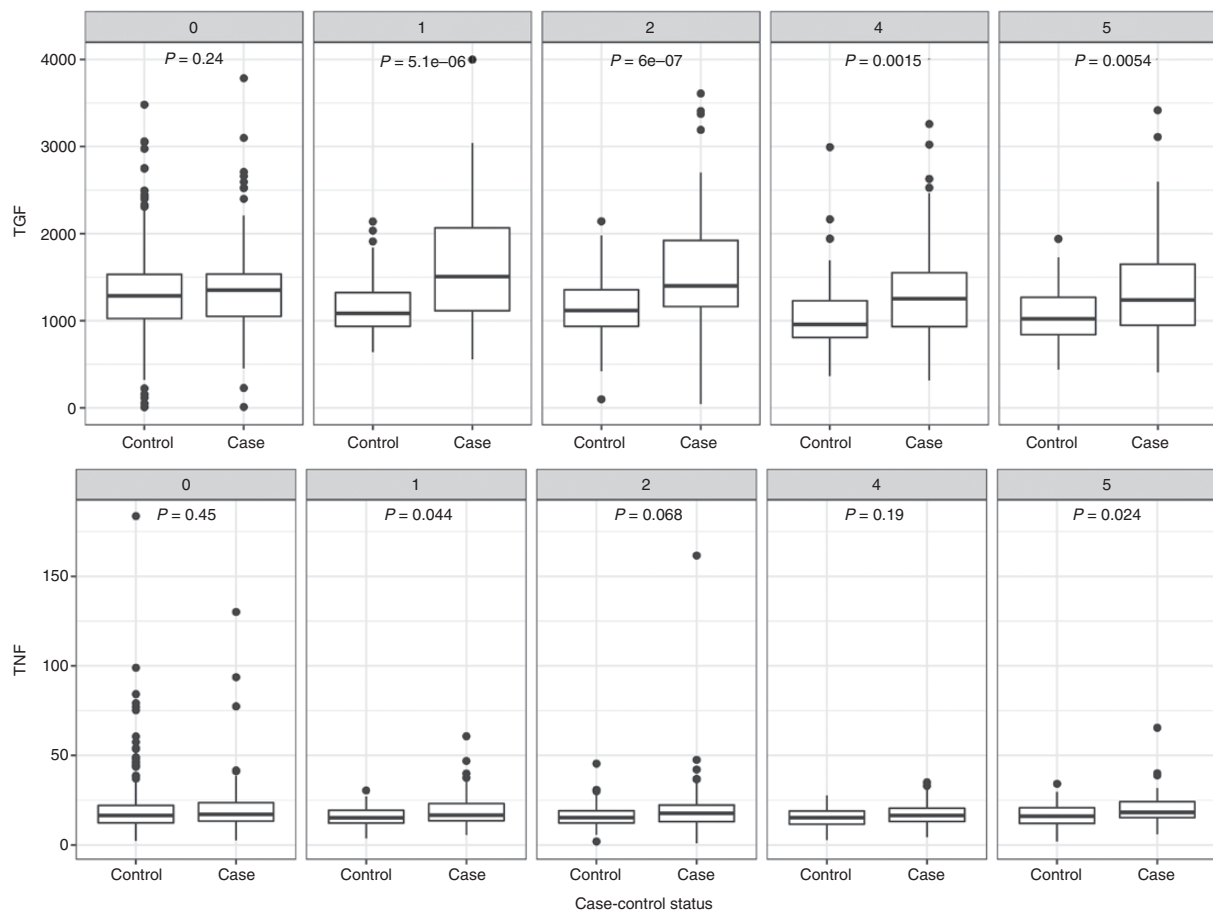 0 1 2 4 5
P = 0.24 P = 5.1e–06 P = 6e–07 P = 0.0015 P = 0.0054
4000
3000
TGF
2000
1000
0
Control Case Control Case Control Case Control Case Control Case
0 1 2 4 5
P = 0.45 P = 0.044 P = 0.068 P = 0.19 P = 0.024
150
TNF
100
50
0
Control Case Control Case Control Case Control Case Control Case
Case-control status